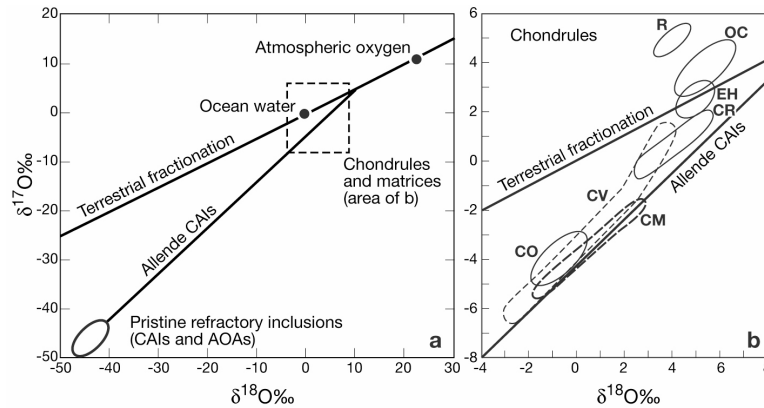 20
10
0
-10
-20
-30
-40
-50
δ¹⁷O‰
-50 -40 -30 -20 -10 0 10 20 30
δ¹⁸O‰
Atmospheric oxygen
Ocean water
Terrestrial fractionation
Chondrules
and matrices
(area of b)
Allende CAIs
Pristine refractory inclusions
(CAIs and AOAs)
a
6
4
2
0
-2
-4
-6
-8
-4 -2 0 2 4 6 8
δ¹⁸O‰
Chondrules
R
OC
EH
CR
Terrestrial fractionation
Allende CAIs
CV
CM
CO
b